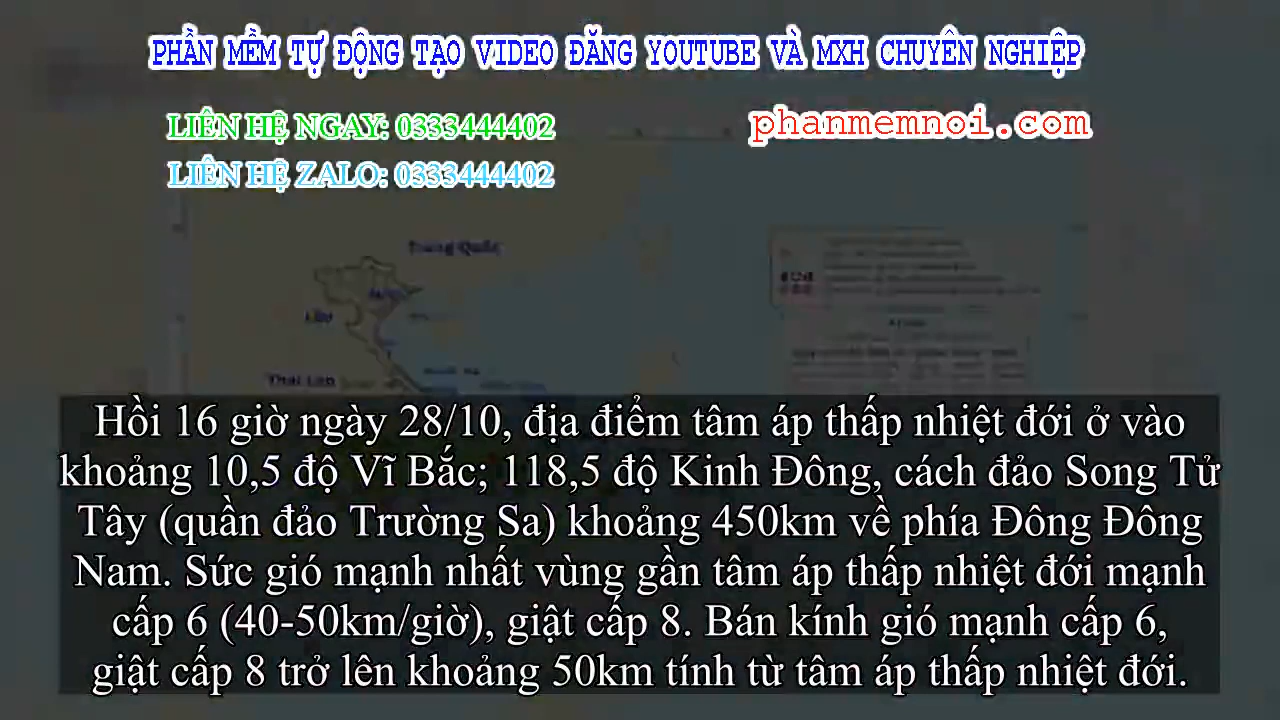 PHẦN MỀM TỰ ĐỘNG TẠO VIDEO ĐĂNG YOUTUBE VÀ MXH CHUYÊN NGHIỆP
LIÊN HỆ NGAY: 0333444402
phanmemnoi.com
LIÊN HỆ ZALO: 0333444402
Trung Quốc
Lào
Thái Lan
Hồi 16 giờ ngày 28/10, địa điểm tâm áp thấp nhiệt đới ở vào
khoảng 10,5 độ Vĩ Bắc; 118,5 độ Kinh Đông, cách đảo Song Tử
Tây (quần đảo Trường Sa) khoảng 450km về phía Đông Đông
Nam. Sức gió mạnh nhất vùng gần tâm áp thấp nhiệt đới mạnh
cấp 6 (40-50km/giờ), giật cấp 8. Bán kính gió mạnh cấp 6,
giật cấp 8 trở lên khoảng 50km tính từ tâm áp thấp nhiệt đới.